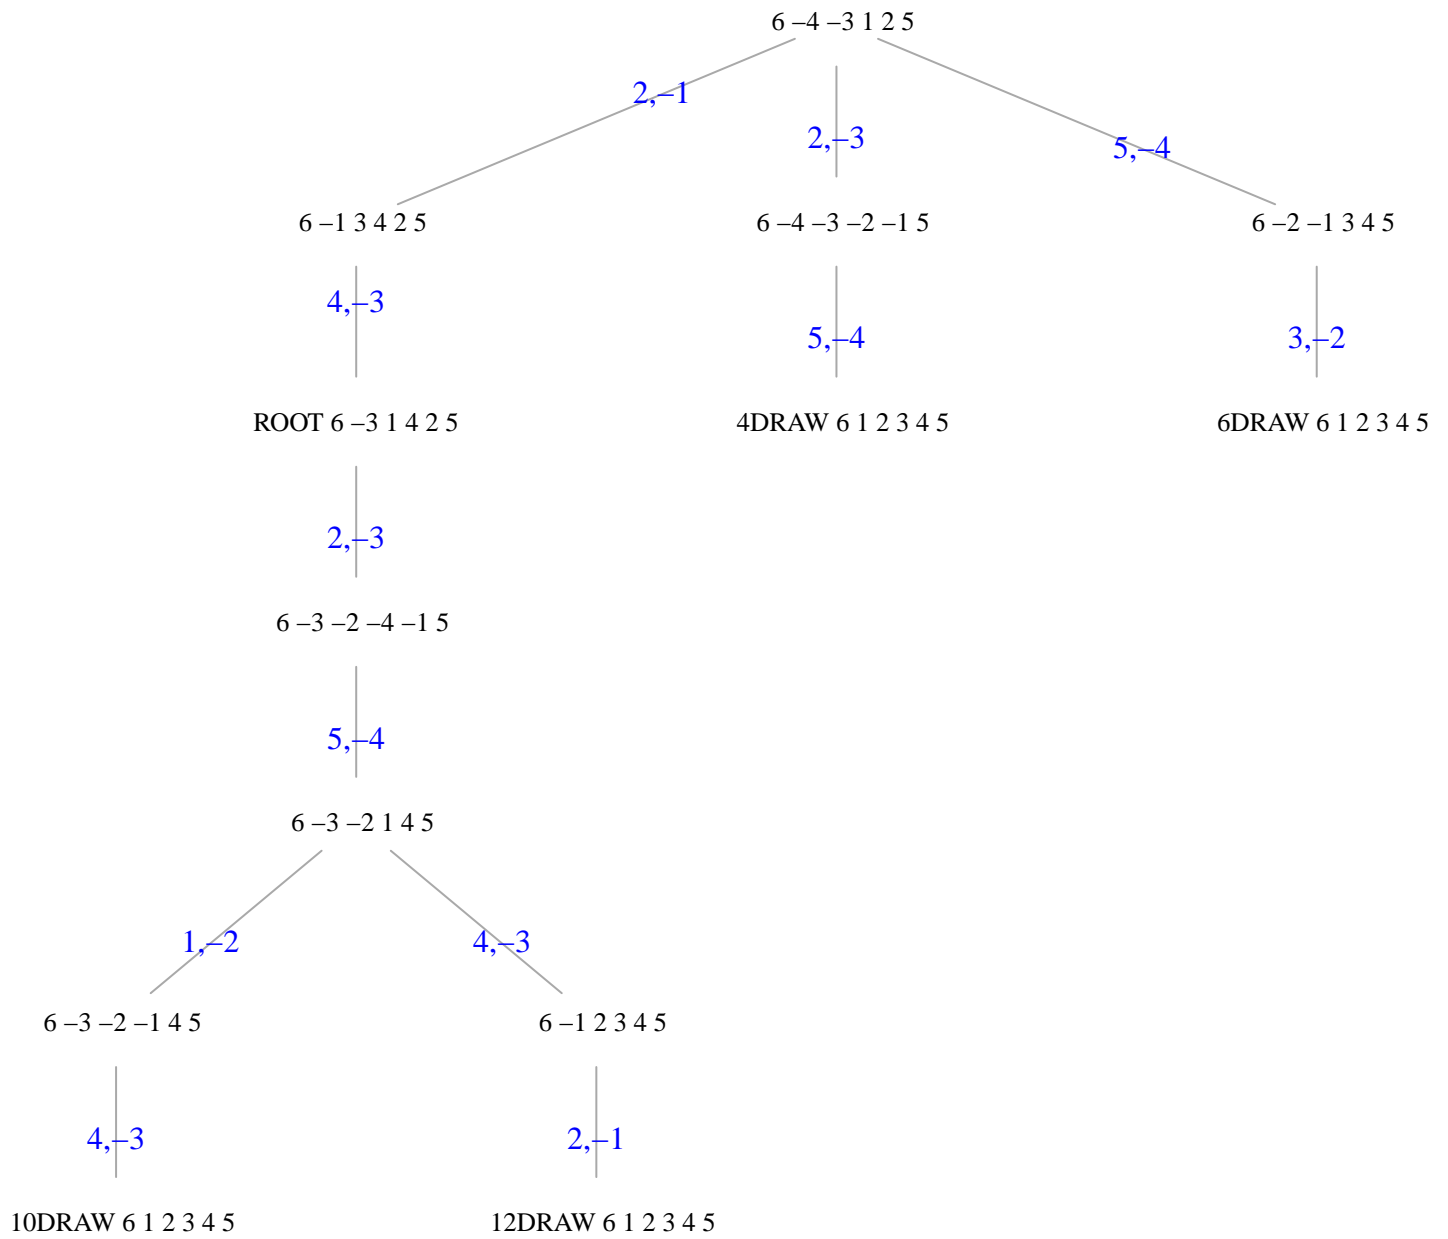 6 –4 –3 1 2 5
2,–1
2,–3
5,–4
6 –1 3 4 2 5
6 –4 –3 –2 –1 5
6 –2 –1 3 4 5
4,–3
5,–4
3,–2
ROOT 6 –3 1 4 2 5
4DRAW 6 1 2 3 4 5
6DRAW 6 1 2 3 4 5
2,–3
6 –3 –2 –4 –1 5
5,–4
6 –3 –2 1 4 5
1,–2
4,–3
6 –3 –2 –1 4 5
6 –1 2 3 4 5
4,–3
2,–1
10DRAW 6 1 2 3 4 5
12DRAW 6 1 2 3 4 5